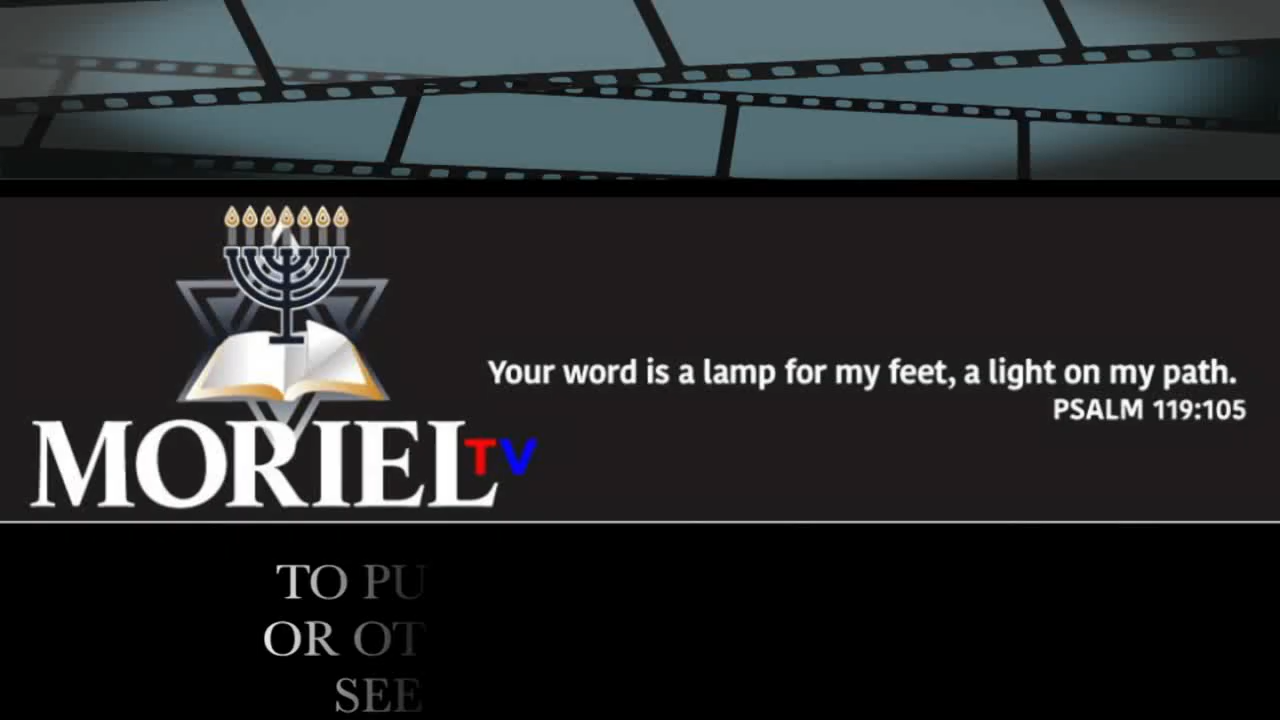 Your word is a lamp for my feet, a light on my path.
PSALM 119:105
MORIEL TV
TO PU
OR OT
SEE